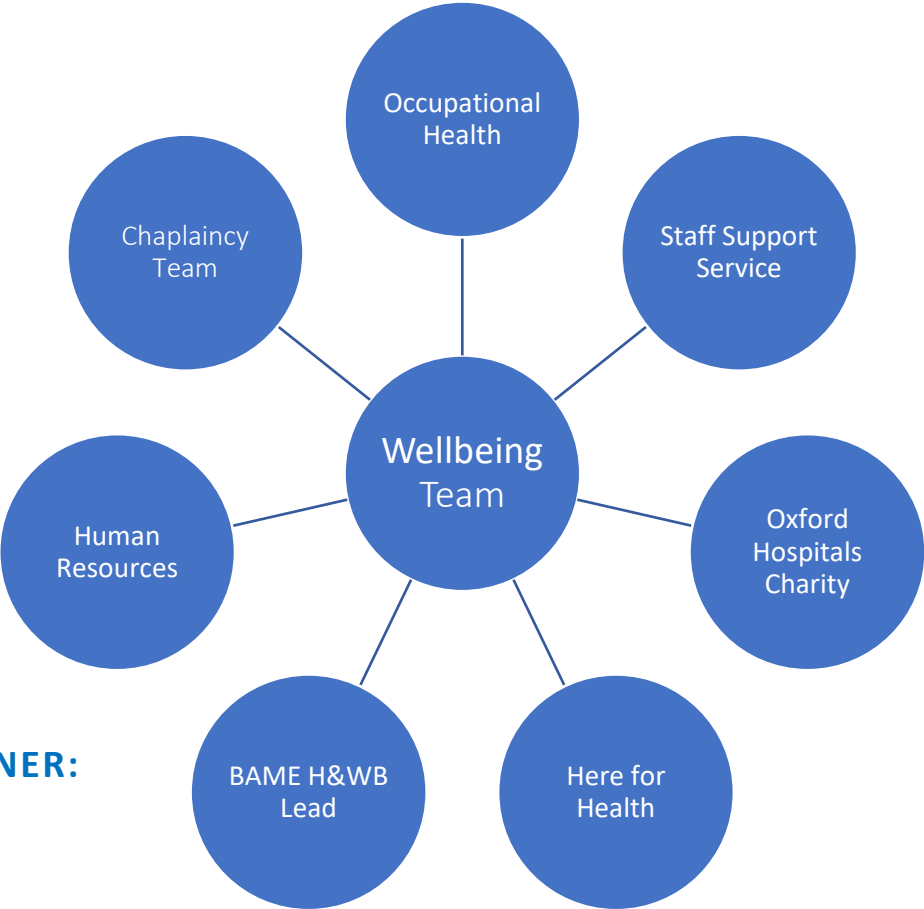 Occupational
Health
Chaplaincy
Team
Staff Support
Service
Wellbeing
Team
Human
Resources
Oxford
Hospitals
Charity
NER:
BAME H&WB
Lead
Here for
Health